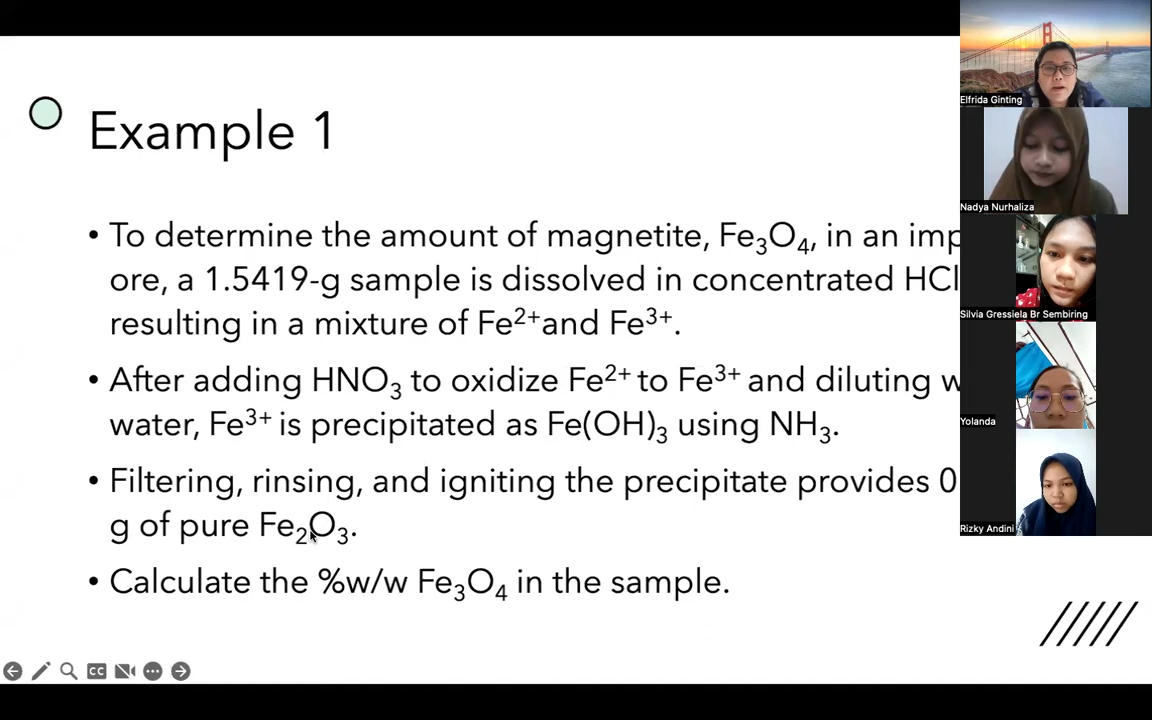 Example 1
• To determine the amount of magnetite, Fe₃O₄, in an imp
ore, a 1.5419-g sample is dissolved in concentrated HCl
resulting in a mixture of Fe²⁺and Fe³⁺.
• After adding HNO₃ to oxidize Fe²⁺ to Fe³⁺ and diluting w
water, Fe³⁺ is precipitated as Fe(OH)₃ using NH₃.
• Filtering, rinsing, and igniting the precipitate provides 0
g of pure Fe₂O₃.
• Calculate the %w/w Fe₃O₄ in the sample.
Elfrida Ginting
Nadya Nurhaliza
Silvia Gressiela Br Sembiring
Yolanda
Rizky Andini
CC